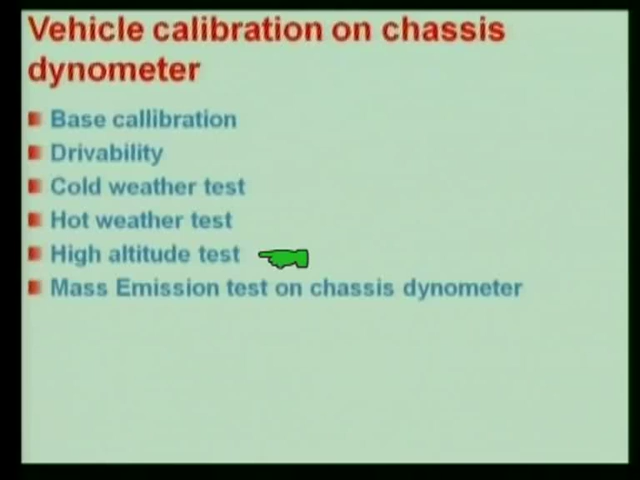 Vehicle calibration on chassis
dynometer
Base callibration
Drivability
Cold weather test
Hot weather test
High altitude test
Mass Emission test on chassis dynometer